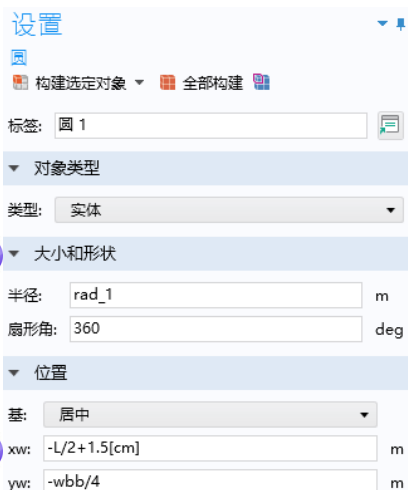 设置
圆
构建选定对象 全部构建
标签: 圆 1
对象类型
类型: 实体
大小和形状
半径: rad_1 m
扇形角: 360 deg
位置
基: 居中
xw: -L/2+1.5[cm] m
yw: -wbb/4 m